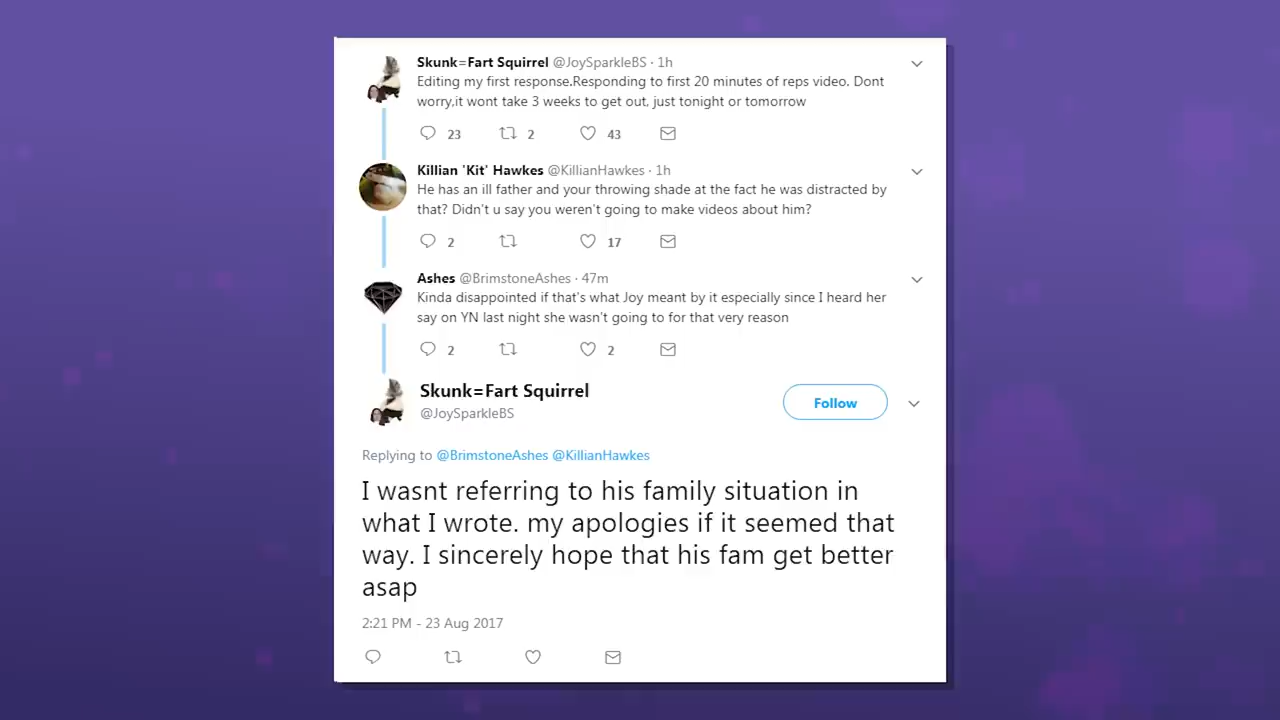 Skunk=Fart Squirrel @JoySparkleBS · 1h
Editing my first response.Responding to first 20 minutes of reps video. Dont
worry,it wont take 3 weeks to get out, just tonight or tomorrow
23 2 43
Killian 'Kit' Hawkes @KillianHawkes · 1h
He has an ill father and your throwing shade at the fact he was distracted by
that? Didn't u say you weren't going to make videos about him?
2 17
Ashes @BrimstoneAshes · 47m
Kinda disappointed if that's what Joy meant by it especially since I heard her
say on YN last night she wasn't going to for that very reason
2 2
Skunk=Fart Squirrel
@JoySparkleBS
Follow
Replying to @BrimstoneAshes @KillianHawkes
I wasnt referring to his family situation in
what I wrote. my apologies if it seemed that
way. I sincerely hope that his fam get better
asap
2:21 PM - 23 Aug 2017